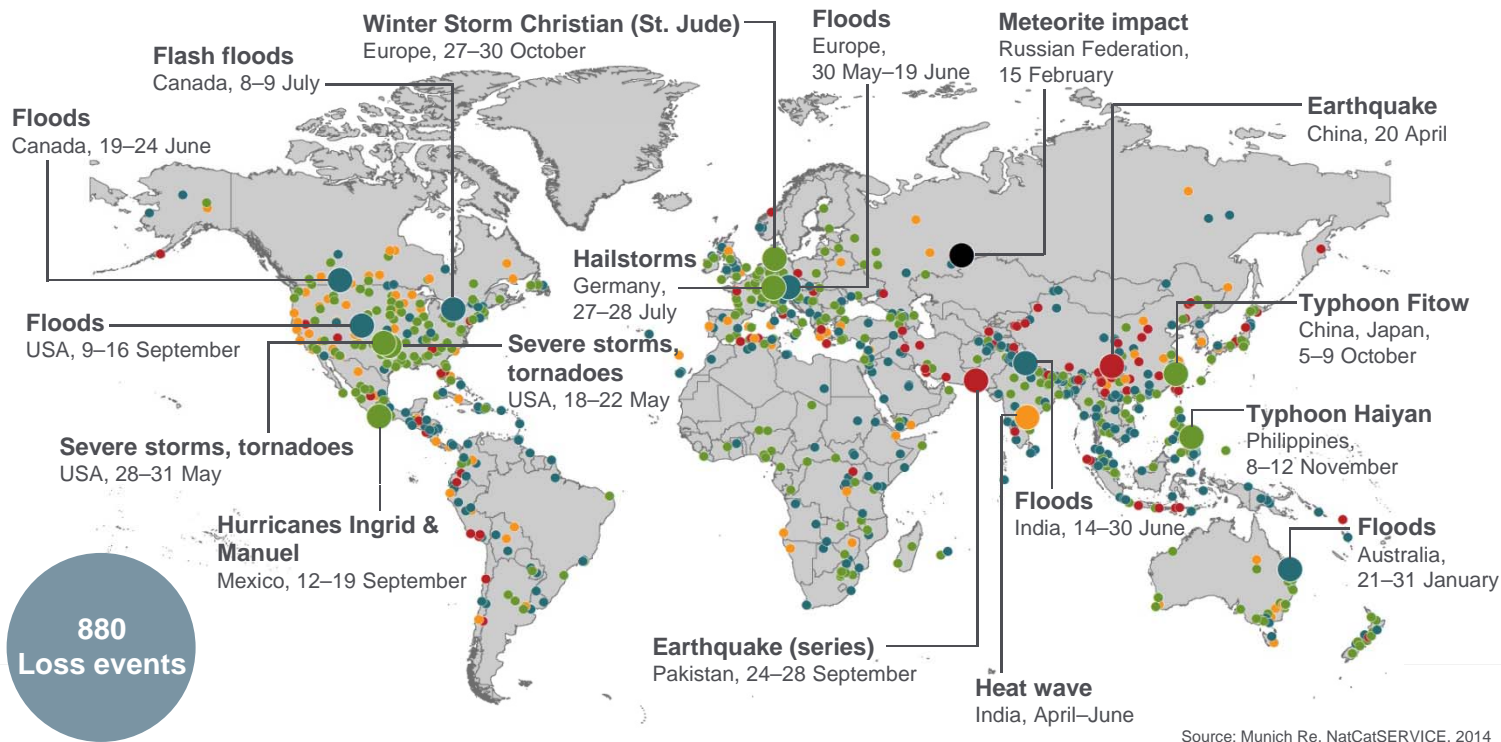 Winter Storm Christian (St. Jude)
Europe, 27–30 October
Floods
Europe,
30 May–19 June
Meteorite impact
Russian Federation,
15 February
Flash floods
Canada, 8–9 July
Earthquake
China, 20 April
Floods
Canada, 19–24 June
Hailstorms
Germany,
27–28 July
Typhoon Fitow
China, Japan,
5–9 October
Floods
USA, 9–16 September
Severe storms,
tornadoes
USA, 18–22 May
Typhoon Haiyan
Philippines,
8–12 November
Severe storms, tornadoes
USA, 28–31 May
Floods
India, 14–30 June
Hurricanes Ingrid &
Manuel
Mexico, 12–19 September
Floods
Australia,
21–31 January
880
Loss events
Earthquake (series)
Pakistan, 24–28 September
Heat wave
India, April–June
Source: Munich Re, NatCatSERVICE, 2014